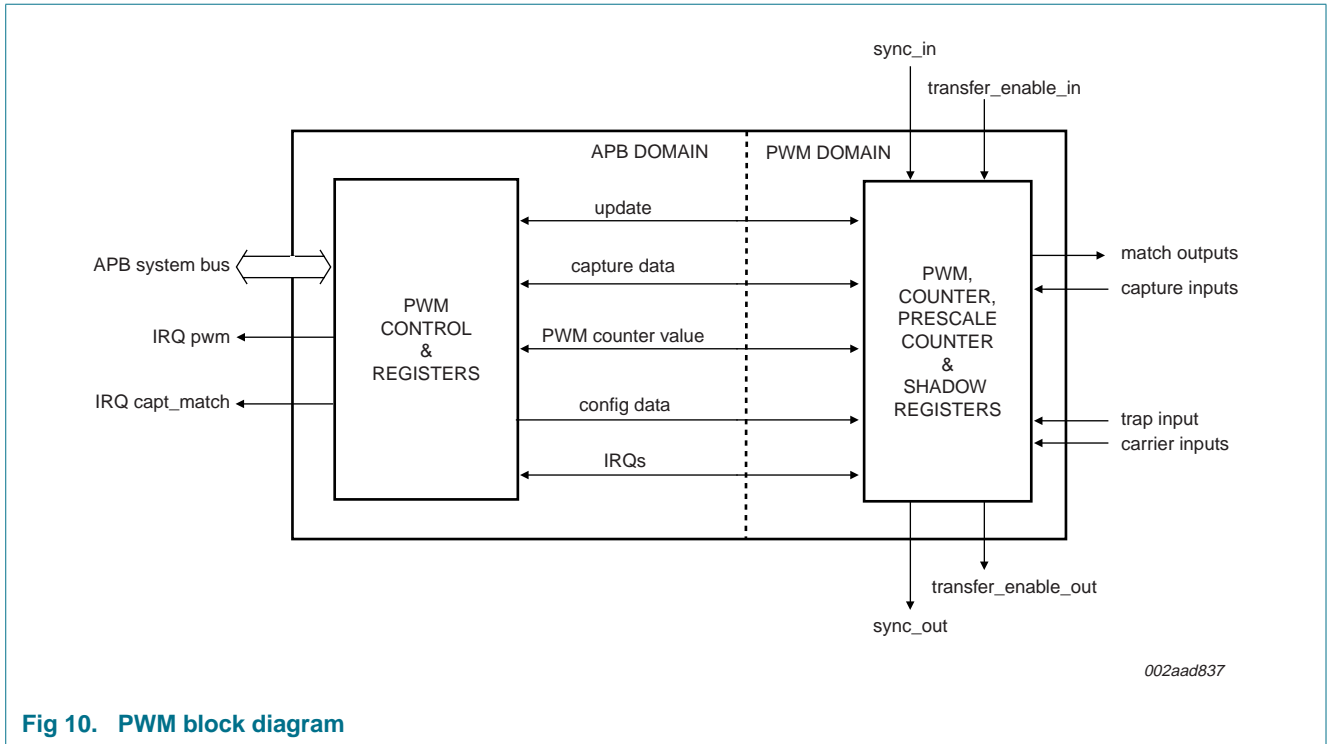 sync_in
transfer_enable_in
APB DOMAIN
PWM DOMAIN
update
capture data
PWM counter value
config data
IRQs
APB system bus
IRQ pwm
IRQ capt_match
PWM
CONTROL
&
REGISTERS
PWM,
COUNTER,
PRESCALE
COUNTER
&
SHADOW
REGISTERS
match outputs
capture inputs
trap input
carrier inputs
transfer_enable_out
sync_out
002aad837
Fig 10. PWM block diagram